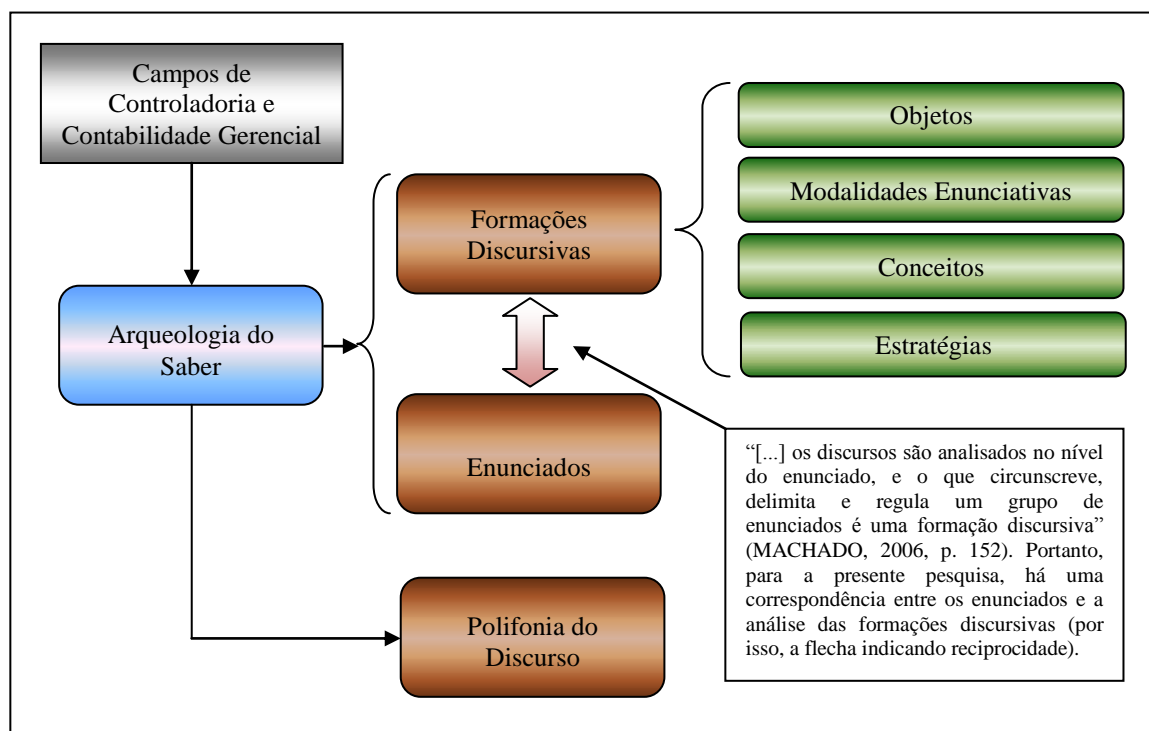 Campos de
Controladoria e
Contabilidade Gerencial
Arqueologia do
Saber
Formações
Discursivas
Enunciados
Polifonia do
Discurso
Objetos
Modalidades Enunciativas
Conceitos
Estratégias
“[...] os discursos são analisados no nível
do enunciado, e o que circunscreve,
delimita e regula um grupo de
enunciados é uma formação discursiva”
(MACHADO, 2006, p. 152). Portanto,
para a presente pesquisa, há uma
correspondência entre os enunciados e a
análise das formações discursivas (por
isso, a flecha indicando reciprocidade).